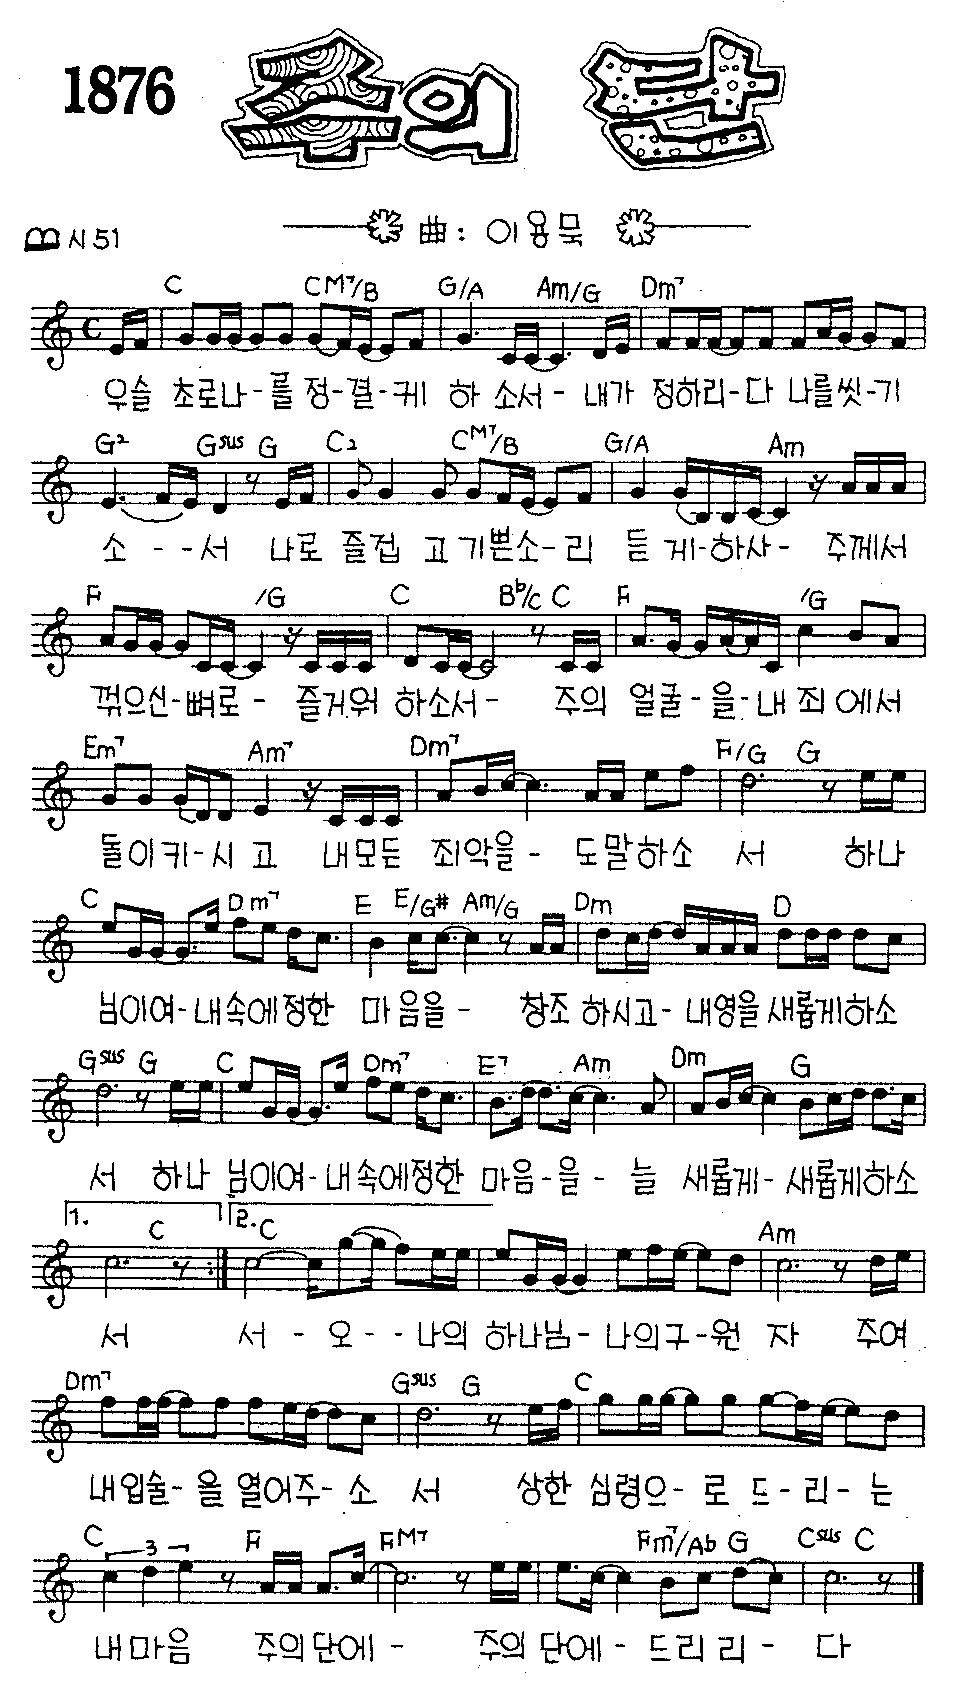 1876 주의 단
시 51 曲: 이용묵
C CM7/B G/A Am/G Dm7
우슬 초로나-를 정-결-케 하 소서- 내가 정하리-다 나를씻-기
G2 Gsus G C2 CM7/B G/A Am
소 - -서 나로 즐겁 고 기쁜소-리 듣 게-하사- 주께서
F /G C Bb/C C F /G
꺾으신-뼈로- 즐거워 하소서- 주의 얼굴-을-내 죄 에서
Em7 Am7 Dm7 F/G G
돌이키-시 고 내모든 죄악을- 도말하소 서 하나
C Dm7 E E/G# Am/G Dm D
님이여-내속에정한 마음을- 창조 하시고-내영을 새롭게하소
Gsus G C Dm7 E7 Am Dm G
서 하나 님이여-내속에정한 마음-을- 늘 새롭게-새롭게하소
1. C 2. C Am
서 서 - 오 - -나의 하나님-나의구-원 자 주여
Dm7 Gsus G C
내입술-을 열어주-소 서 상한 심령으-로 드-리-는
C 3 F FM7 Fm7/Ab G Csus C
내마음 주의단에- 주의 단에-드리리- 다